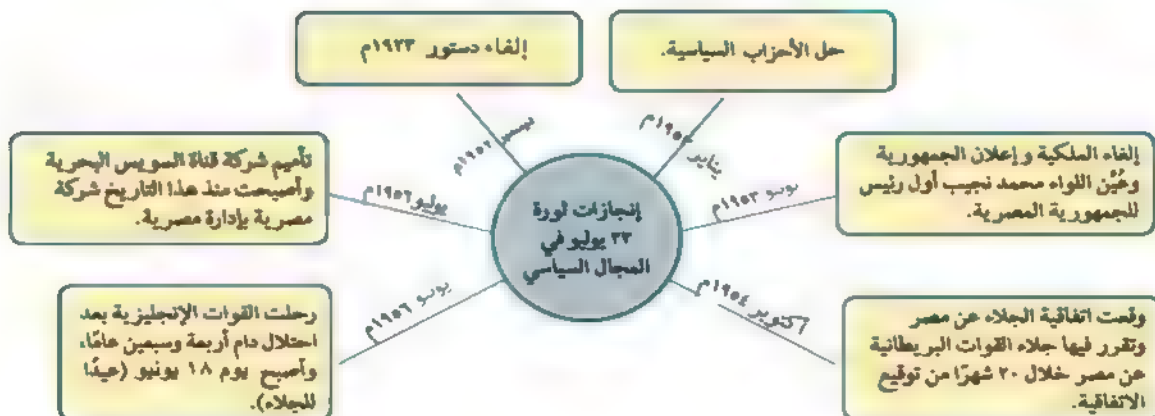 إلغاء دستور ١٩٢٣م
حل الأحزاب السياسية.
ديسمبر ١٩٥٢م
يناير ١٩٥٣م
إلغاء الملكية وإعلان الجمهورية
وعُيِّن اللواء محمد نجيب أول رئيس
للجمهورية المصرية.
يونيو ١٩٥٣م
تأميم شركة قناة السويس البحرية
وأصبحت منذ هذا التاريخ شركة
مصرية بإدارة مصرية.
يوليو ١٩٥٦م
إنجازات ثورة
٢٣ يوليو في
المجال السياسي
أكتوبر ١٩٥٤م
وقعت اتفاقية الجلاء عن مصر
وتقرر فيها جلاء القوات البريطانية
عن مصر خلال ٢٠ شهرًا من توقيع
الاتفاقية.
يونيو ١٩٥٦م
رحلت القوات الإنجليزية بعد
احتلال دام أربعة وسبعين عامًا،
وأصبح يوم ١٨ يونيو (عيدًا
للجلاء).